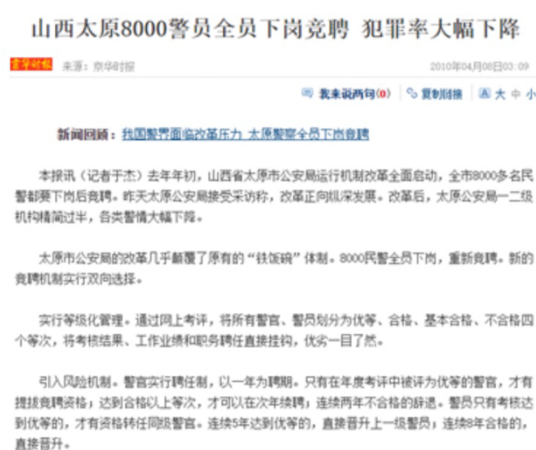 山西太原8000警员全员下岗竞聘 犯罪率大幅下降
京华时报 来源：京华时报 2010年04月08日03:09
我来说两句(0) 复制链接 大 中 小
新闻回顾：我国警界面临改革压力 太原警察全员下岗竞聘
本报讯（记者于杰）去年年初，山西省太原市公安局运行机制改革全面启动，全市8000多名民
警都要下岗后竞聘。昨天太原公安局接受采访称，改革正向纵深发展。改革后，太原公安局一二级
机构精简过半，各类警情大幅下降。
太原市公安局的改革几乎颠覆了原有的“铁饭碗”体制。8000民警全员下岗，重新竞聘。新的
竞聘机制实行双向选择。
实行等级化管理。通过网上考评，将所有警官、警员划分为优等、合格、基本合格、不合格四
个等次，将考核结果、工作业绩和职务聘任直接挂钩，优劣一目了然。
引入风险机制。警官实行聘任制，以一年为聘期。只有在年度考评中被评为优等的警官，才有
提拔竞聘资格；达到合格以上等次，才可以在次年续聘；连续两年不合格的辞退。警员只有考核达
到优等的，才有资格转任同级警官。连续5年达到优等的，直接晋升上一级警员；连续8年合格的，
直接晋升。